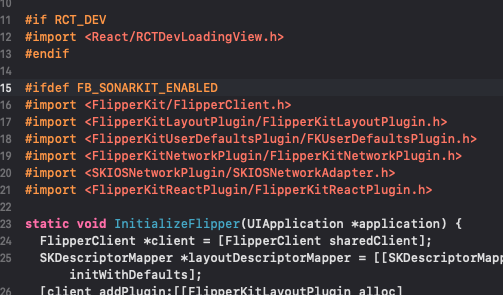 10
11 #if RCT_DEV
12 #import <React/RCTDevLoadingView.h>
13 #endif
14
15 #ifdef FB_SONARKIT_ENABLED
16 #import <FlipperKit/FlipperClient.h>
17 #import <FlipperKitLayoutPlugin/FlipperKitLayoutPlugin.h>
18 #import <FlipperKitUserDefaultsPlugin/FKUserDefaultsPlugin.h>
19 #import <FlipperKitNetworkPlugin/FlipperKitNetworkPlugin.h>
20 #import <SKIOSNetworkPlugin/SKIOSNetworkAdapter.h>
21 #import <FlipperKitReactPlugin/FlipperKitReactPlugin.h>
22
23 static void InitializeFlipper(UIApplication *application) {
24 FlipperClient *client = [FlipperClient sharedClient];
25 SKDescriptorMapper *layoutDescriptorMapper = [[SKDescriptorMapp
initWithDefaults];
26 [client addPlugin:[[FlipperKitLayoutPlugin alloc]